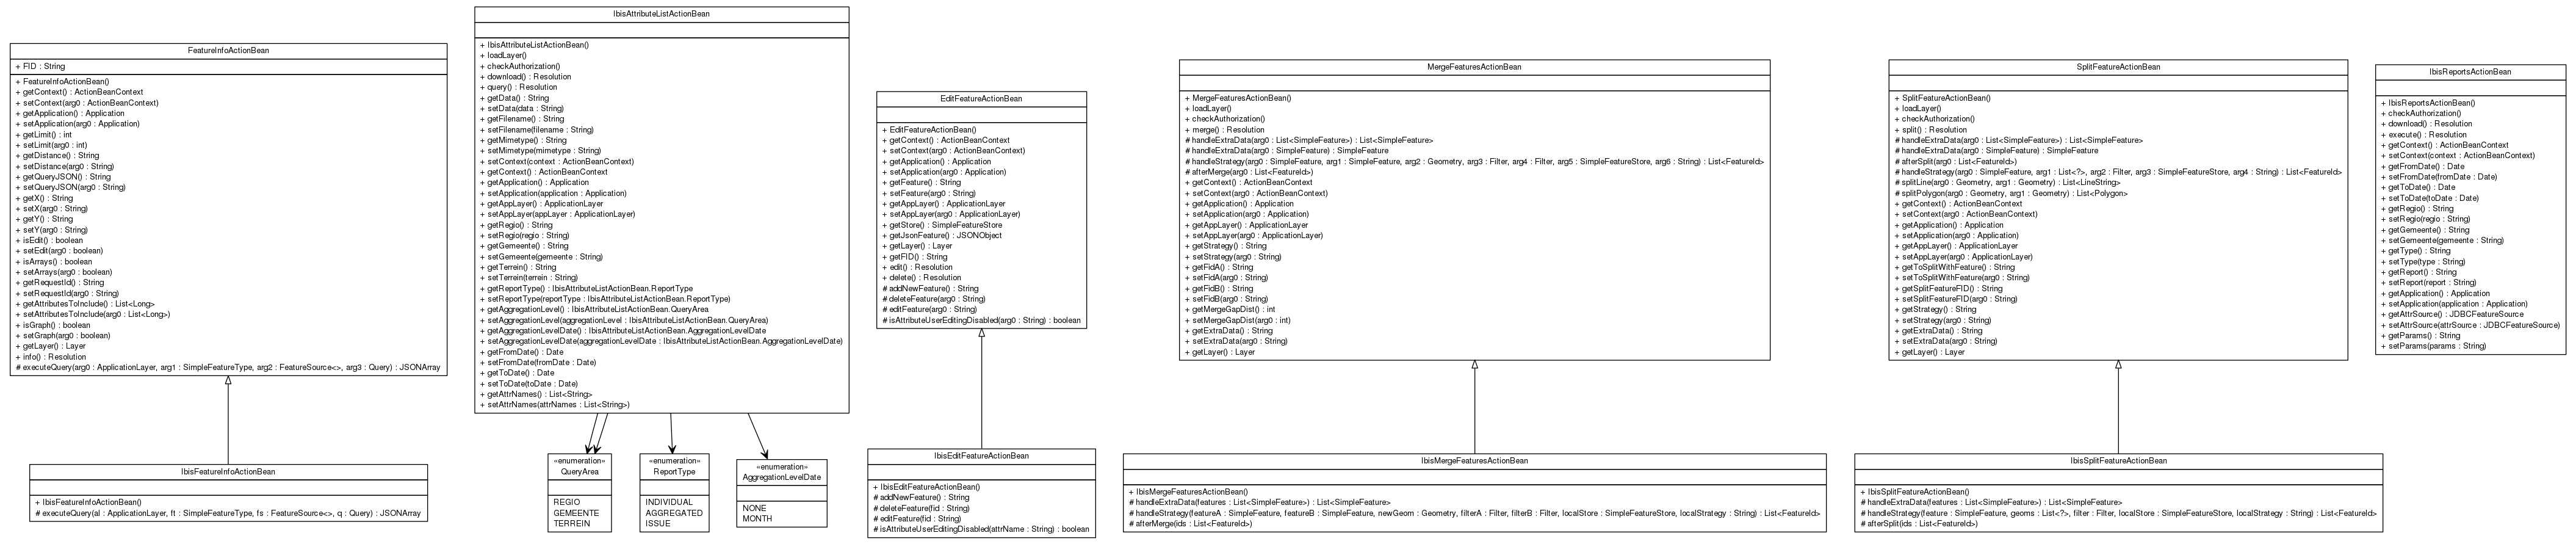 FeatureInfoActionBean
+ FID : String
+ FeatureInfoActionBean()
+ getContext() : ActionBeanContext
+ setContext(arg0 : ActionBeanContext)
+ getApplication() : Application
+ setApplication(arg0 : Application)
+ getLimit() : int
+ setLimit(arg0 : int)
+ getDistance() : String
+ setDistance(arg0 : String)
+ getQueryJSON() : String
+ setQueryJSON(arg0 : String)
+ getX() : String
+ setX(arg0 : String)
+ getY() : String
+ setY(arg0 : String)
+ isEdit() : boolean
+ setEdit(arg0 : boolean)
+ isArrays() : boolean
+ setArrays(arg0 : boolean)
+ getRequestId() : String
+ setRequestId(arg0 : String)
+ getAttributesToInclude() : List<Long>
+ setAttributesToInclude(arg0 : List<Long>)
+ isGraph() : boolean
+ setGraph(arg0 : boolean)
+ getLayer() : Layer
+ info() : Resolution
# executeQuery(arg0 : ApplicationLayer, arg1 : SimpleFeatureType, arg2 : FeatureSource<>, arg3 : Query) : JSONArray
IbisFeatureInfoActionBean
+ IbisFeatureInfoActionBean()
# executeQuery(al : ApplicationLayer, ft : SimpleFeatureType, fs : FeatureSource<>, q : Query) : JSONArray
IbisAttributeListActionBean
+ IbisAttributeListActionBean()
+ loadLayer()
+ checkAuthorization()
+ download() : Resolution
+ query() : Resolution
+ getData() : String
+ setData(data : String)
+ getFilename() : String
+ setFilename(filename : String)
+ getMimetype() : String
+ setMimetype(mimetype : String)
+ setContext(context : ActionBeanContext)
+ getContext() : ActionBeanContext
+ getApplication() : Application
+ setApplication(application : Application)
+ getAppLayer() : ApplicationLayer
+ setAppLayer(appLayer : ApplicationLayer)
+ getRegio() : String
+ setRegio(regio : String)
+ getGemeente() : String
+ setGemeente(gemeente : String)
+ getTerrein() : String
+ setTerrein(terrein : String)
+ getReportType() : IbisAttributeListActionBean.ReportType
+ setReportType(reportType : IbisAttributeListActionBean.ReportType)
+ getAggregationLevel() : IbisAttributeListActionBean.QueryArea
+ setAggregationLevel(aggregationLevel : IbisAttributeListActionBean.QueryArea)
+ getAggregationLevelDate() : IbisAttributeListActionBean.AggregationLevelDate
+ setAggregationLevelDate(aggregationLevelDate : IbisAttributeListActionBean.AggregationLevelDate)
+ getFromDate() : Date
+ setFromDate(fromDate : Date)
+ getToDate() : Date
+ setToDate(toDate : Date)
+ getAttrNames() : List<String>
+ setAttrNames(attrNames : List<String>)
«enumeration»
QueryArea
REGIO
GEMEENTE
TERREIN
«enumeration»
ReportType
INDIVIDUAL
AGGREGATED
ISSUE
«enumeration»
AggregationLevelDate
NONE
MONTH
EditFeatureActionBean
+ EditFeatureActionBean()
+ getContext() : ActionBeanContext
+ setContext(arg0 : ActionBeanContext)
+ getApplication() : Application
+ setApplication(arg0 : Application)
+ getFeature() : String
+ setFeature(arg0 : String)
+ getAppLayer() : ApplicationLayer
+ setAppLayer(arg0 : ApplicationLayer)
+ getStore() : SimpleFeatureStore
+ getJsonFeature() : JSONObject
+ getLayer() : Layer
+ getFID() : String
+ edit() : Resolution
+ delete() : Resolution
# addNewFeature() : String
# deleteFeature(arg0 : String)
# editFeature(arg0 : String)
# isAttributeUserEditingDisabled(arg0 : String) : boolean
IbisEditFeatureActionBean
+ IbisEditFeatureActionBean()
# addNewFeature() : String
# deleteFeature(fid : String)
# editFeature(fid : String)
# isAttributeUserEditingDisabled(attrName : String) : boolean
MergeFeaturesActionBean
+ MergeFeaturesActionBean()
+ loadLayer()
+ checkAuthorization()
+ merge() : Resolution
# handleExtraData(arg0 : List<SimpleFeature>) : List<SimpleFeature>
# handleExtraData(arg0 : SimpleFeature) : SimpleFeature
# handleStrategy(arg0 : SimpleFeature, arg1 : SimpleFeature, arg2 : Geometry, arg3 : Filter, arg4 : Filter, arg5 : SimpleFeatureStore, arg6 : String) : List<FeatureId>
# afterMerge(arg0 : List<FeatureId>)
+ getContext() : ActionBeanContext
+ setContext(arg0 : ActionBeanContext)
+ getApplication() : Application
+ setApplication(arg0 : Application)
+ getAppLayer() : ApplicationLayer
+ setAppLayer(arg0 : ApplicationLayer)
+ getStrategy() : String
+ setStrategy(arg0 : String)
+ getFidA() : String
+ setFidA(arg0 : String)
+ getFidB() : String
+ setFidB(arg0 : String)
+ getMergeGapDist() : int
+ setMergeGapDist(arg0 : int)
+ getExtraData() : String
+ setExtraData(arg0 : String)
+ getLayer() : Layer
IbisMergeFeaturesActionBean
+ IbisMergeFeaturesActionBean()
# handleExtraData(features : List<SimpleFeature>) : List<SimpleFeature>
# handleStrategy(featureA : SimpleFeature, featureB : SimpleFeature, newGeom : Geometry, filterA : Filter, filterB : Filter, localStore : SimpleFeatureStore, localStrategy : String) : List<FeatureId>
# afterMerge(ids : List<FeatureId>)
SplitFeatureActionBean
+ SplitFeatureActionBean()
+ loadLayer()
+ checkAuthorization()
+ split() : Resolution
# handleExtraData(arg0 : List<SimpleFeature>) : List<SimpleFeature>
# handleExtraData(arg0 : SimpleFeature) : SimpleFeature
# afterSplit(arg0 : List<FeatureId>)
# handleStrategy(arg0 : SimpleFeature, arg1 : List<?>, arg2 : Filter, arg3 : SimpleFeatureStore, arg4 : String) : List<FeatureId>
# splitLine(arg0 : Geometry, arg1 : Geometry) : List<LineString>
# splitPolygon(arg0 : Geometry, arg1 : Geometry) : List<Polygon>
+ getContext() : ActionBeanContext
+ setContext(arg0 : ActionBeanContext)
+ getApplication() : Application
+ setApplication(arg0 : Application)
+ getAppLayer() : ApplicationLayer
+ setAppLayer(arg0 : ApplicationLayer)
+ getToSplitWithFeature() : String
+ setToSplitWithFeature(arg0 : String)
+ getSplitFeatureFID() : String
+ setSplitFeatureFID(arg0 : String)
+ getStrategy() : String
+ setStrategy(arg0 : String)
+ getExtraData() : String
+ setExtraData(arg0 : String)
+ getLayer() : Layer
IbisSplitFeatureActionBean
+ IbisSplitFeatureActionBean()
# handleExtraData(features : List<SimpleFeature>) : List<SimpleFeature>
# handleStrategy(feature : SimpleFeature, geoms : List<?>, filter : Filter, localStore : SimpleFeatureStore, localStrategy : String) : List<FeatureId>
# afterSplit(ids : List<FeatureId>)
IbisReportsActionBean
+ IbisReportsActionBean()
+ checkAuthorization()
+ download() : Resolution
+ execute() : Resolution
+ getContext() : ActionBeanContext
+ setContext(context : ActionBeanContext)
+ getFromDate() : Date
+ setFromDate(fromDate : Date)
+ getToDate() : Date
+ setToDate(toDate : Date)
+ getRegio() : String
+ setRegio(regio : String)
+ getGemeente() : String
+ setGemeente(gemeente : String)
+ getType() : String
+ setType(type : String)
+ getReport() : String
+ setReport(report : String)
+ getApplication() : Application
+ setApplication(application : Application)
+ getAttrSource() : JDBCFeatureSource
+ setAttrSource(attrSource : JDBCFeatureSource)
+ getParams() : String
+ setParams(params : String)